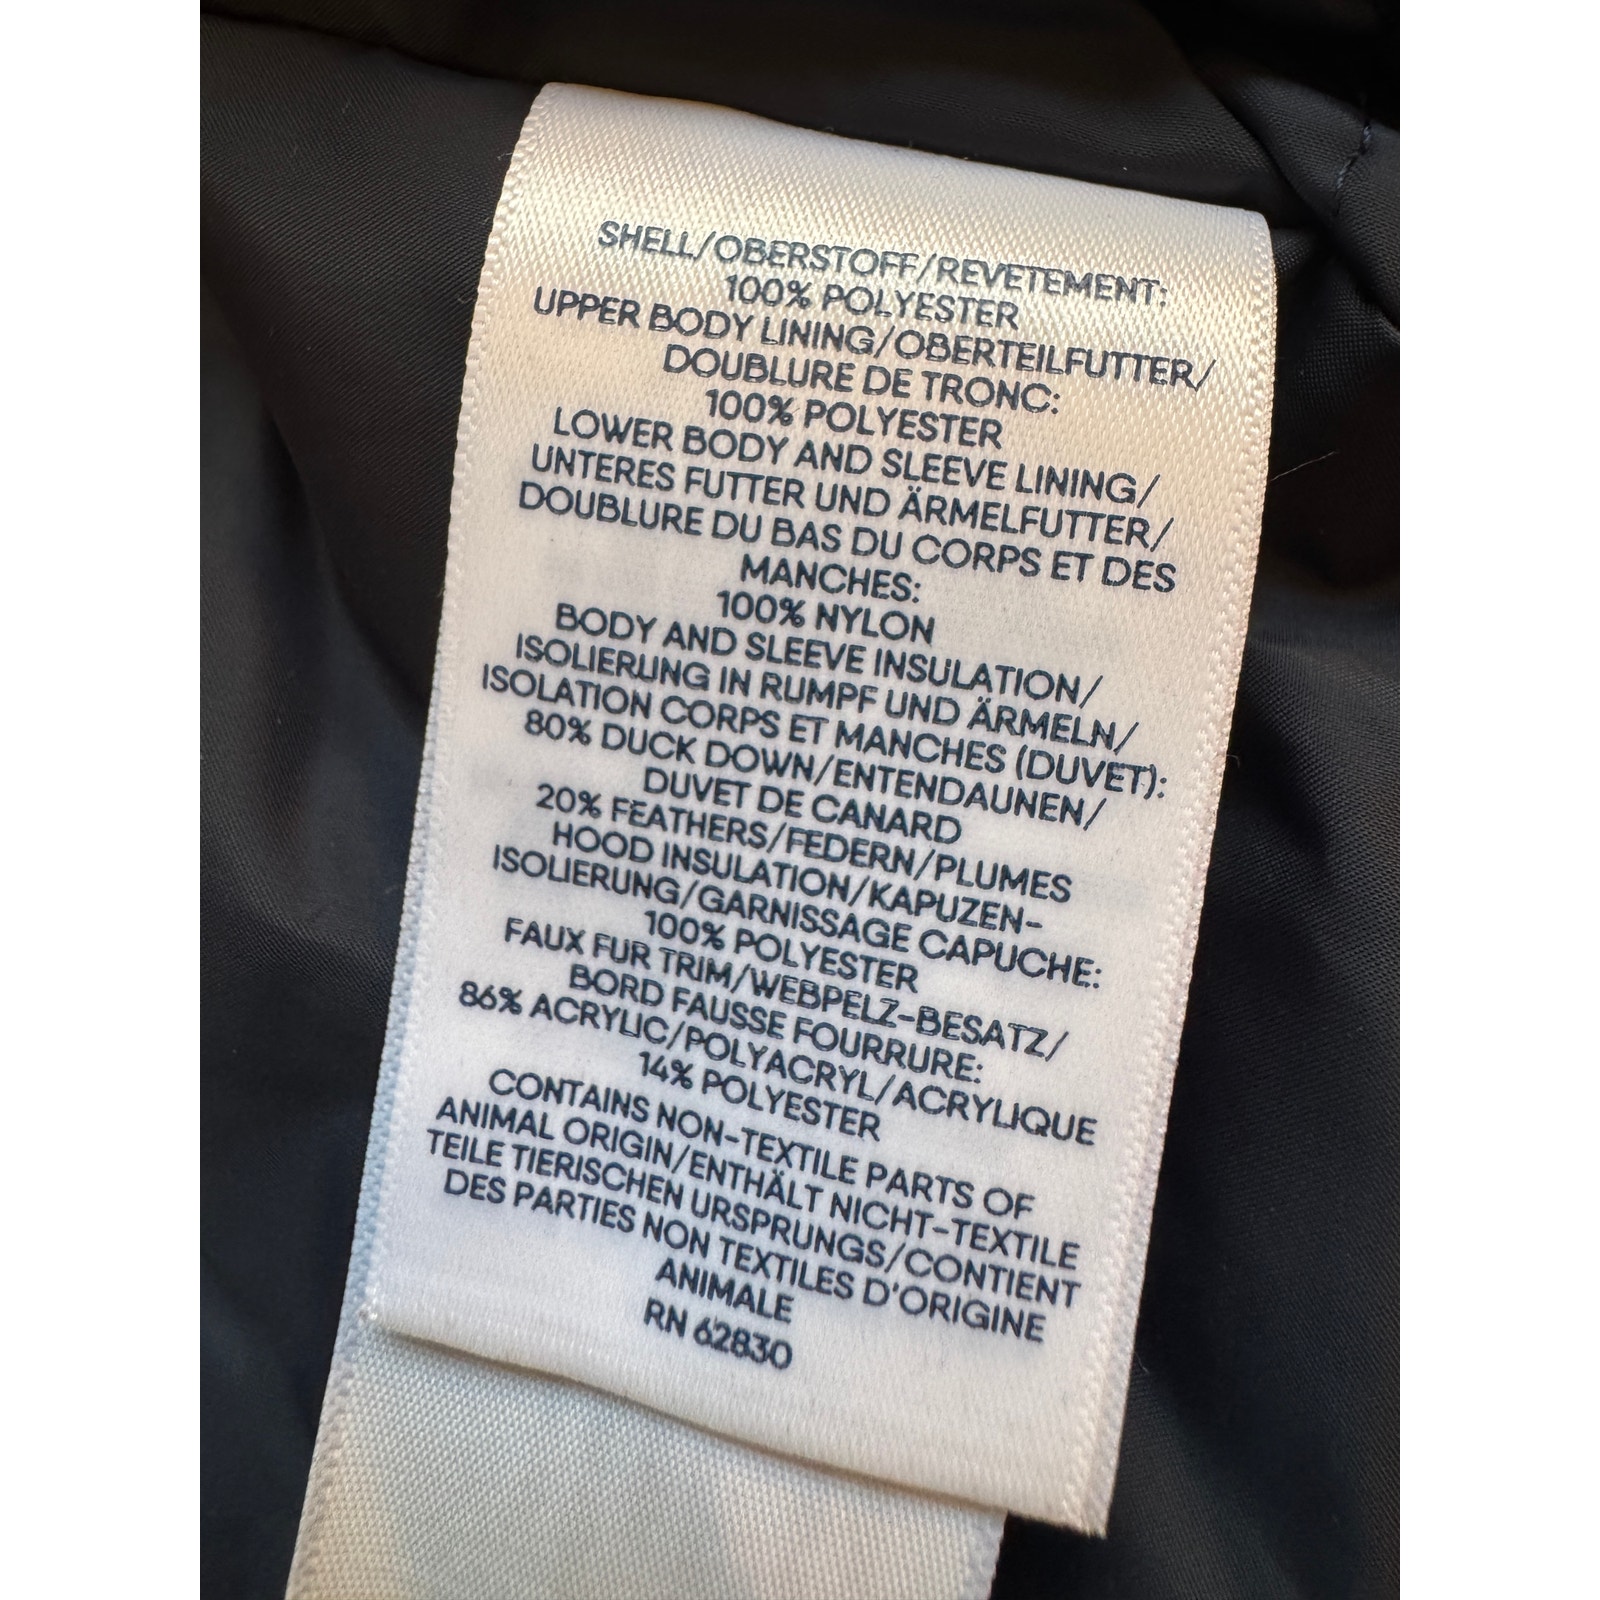 SHELL/OBERSTOFF/REVETEMENT:
100% POLYESTER
UPPER BODY LINING/OBERTEILFUTTER/
DOUBLURE DE TRONC:
100% POLYESTER
LOWER BODY AND SLEEVE LINING/
UNTERES FUTTER UND ÄRMELFUTTER/
DOUBLURE DU BAS DU CORPS ET DES
MANCHES:
100% NYLON
BODY AND SLEEVE INSULATION/
ISOLIERUNG IN RUMPF UND ÄRMELN/
ISOLATION CORPS ET MANCHES (DUVET):
80% DUCK DOWN/ENTENDAUNEN/
DUVET DE CANARD
20% FEATHERS/FEDERN/PLUMES
HOOD INSULATION/KAPUZEN-
ISOLIERUNG/GARNISSAGE CAPUCHE:
100% POLYESTER
FAUX FUR TRIM/WEBPELZ-BESATZ/
BORD FAUSSE FOURRURE:
86% ACRYLIC/POLYACRYL/ACRYLIQUE
14% POLYESTER
CONTAINS NON-TEXTILE PARTS OF
ANIMAL ORIGIN/ENTHÄLT NICHT-TEXTILE
TEILE TIERISCHEN URSPRUNGS/CONTIENT
DES PARTIES NON TEXTILES D'ORIGINE
ANIMALE
RN 62830